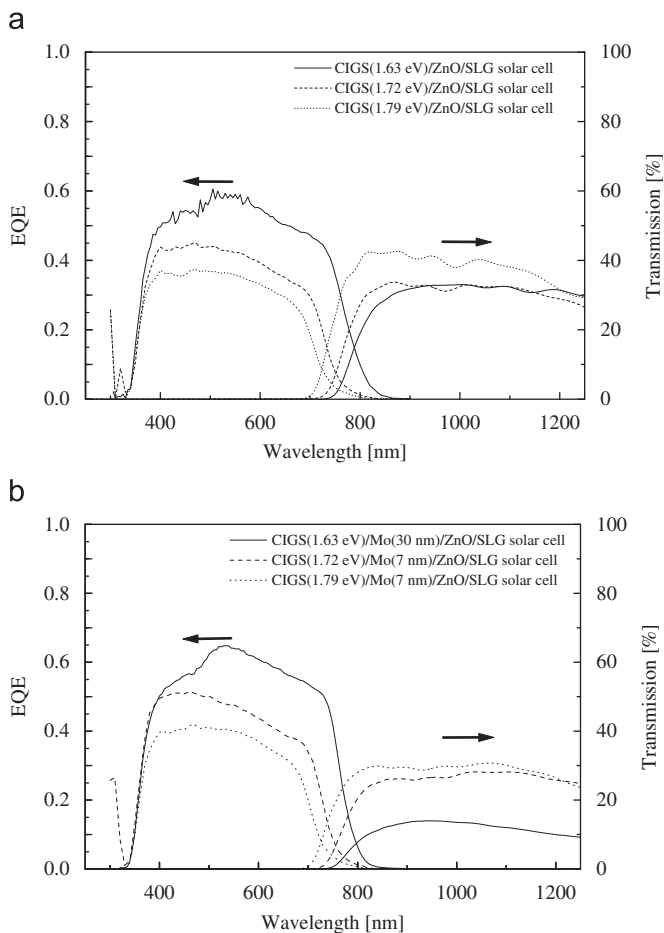 a
1.0
0.8
0.6
0.4
0.2
0.0
EQE
CIGS(1.63 eV)/ZnO/SLG solar cell
CIGS(1.72 eV)/ZnO/SLG solar cell
CIGS(1.79 eV)/ZnO/SLG solar cell
100
80
60
40
20
0
Transmission [%]
400 600 800 1000 1200
Wavelength [nm]
b
1.0
0.8
0.6
0.4
0.2
0.0
EQE
CIGS(1.63 eV)/Mo(30 nm)/ZnO/SLG solar cell
CIGS(1.72 eV)/Mo(7 nm)/ZnO/SLG solar cell
CIGS(1.79 eV)/Mo(7 nm)/ZnO/SLG solar cell
100
80
60
40
20
0
Transmission [%]
400 600 800 1000 1200
Wavelength [nm]